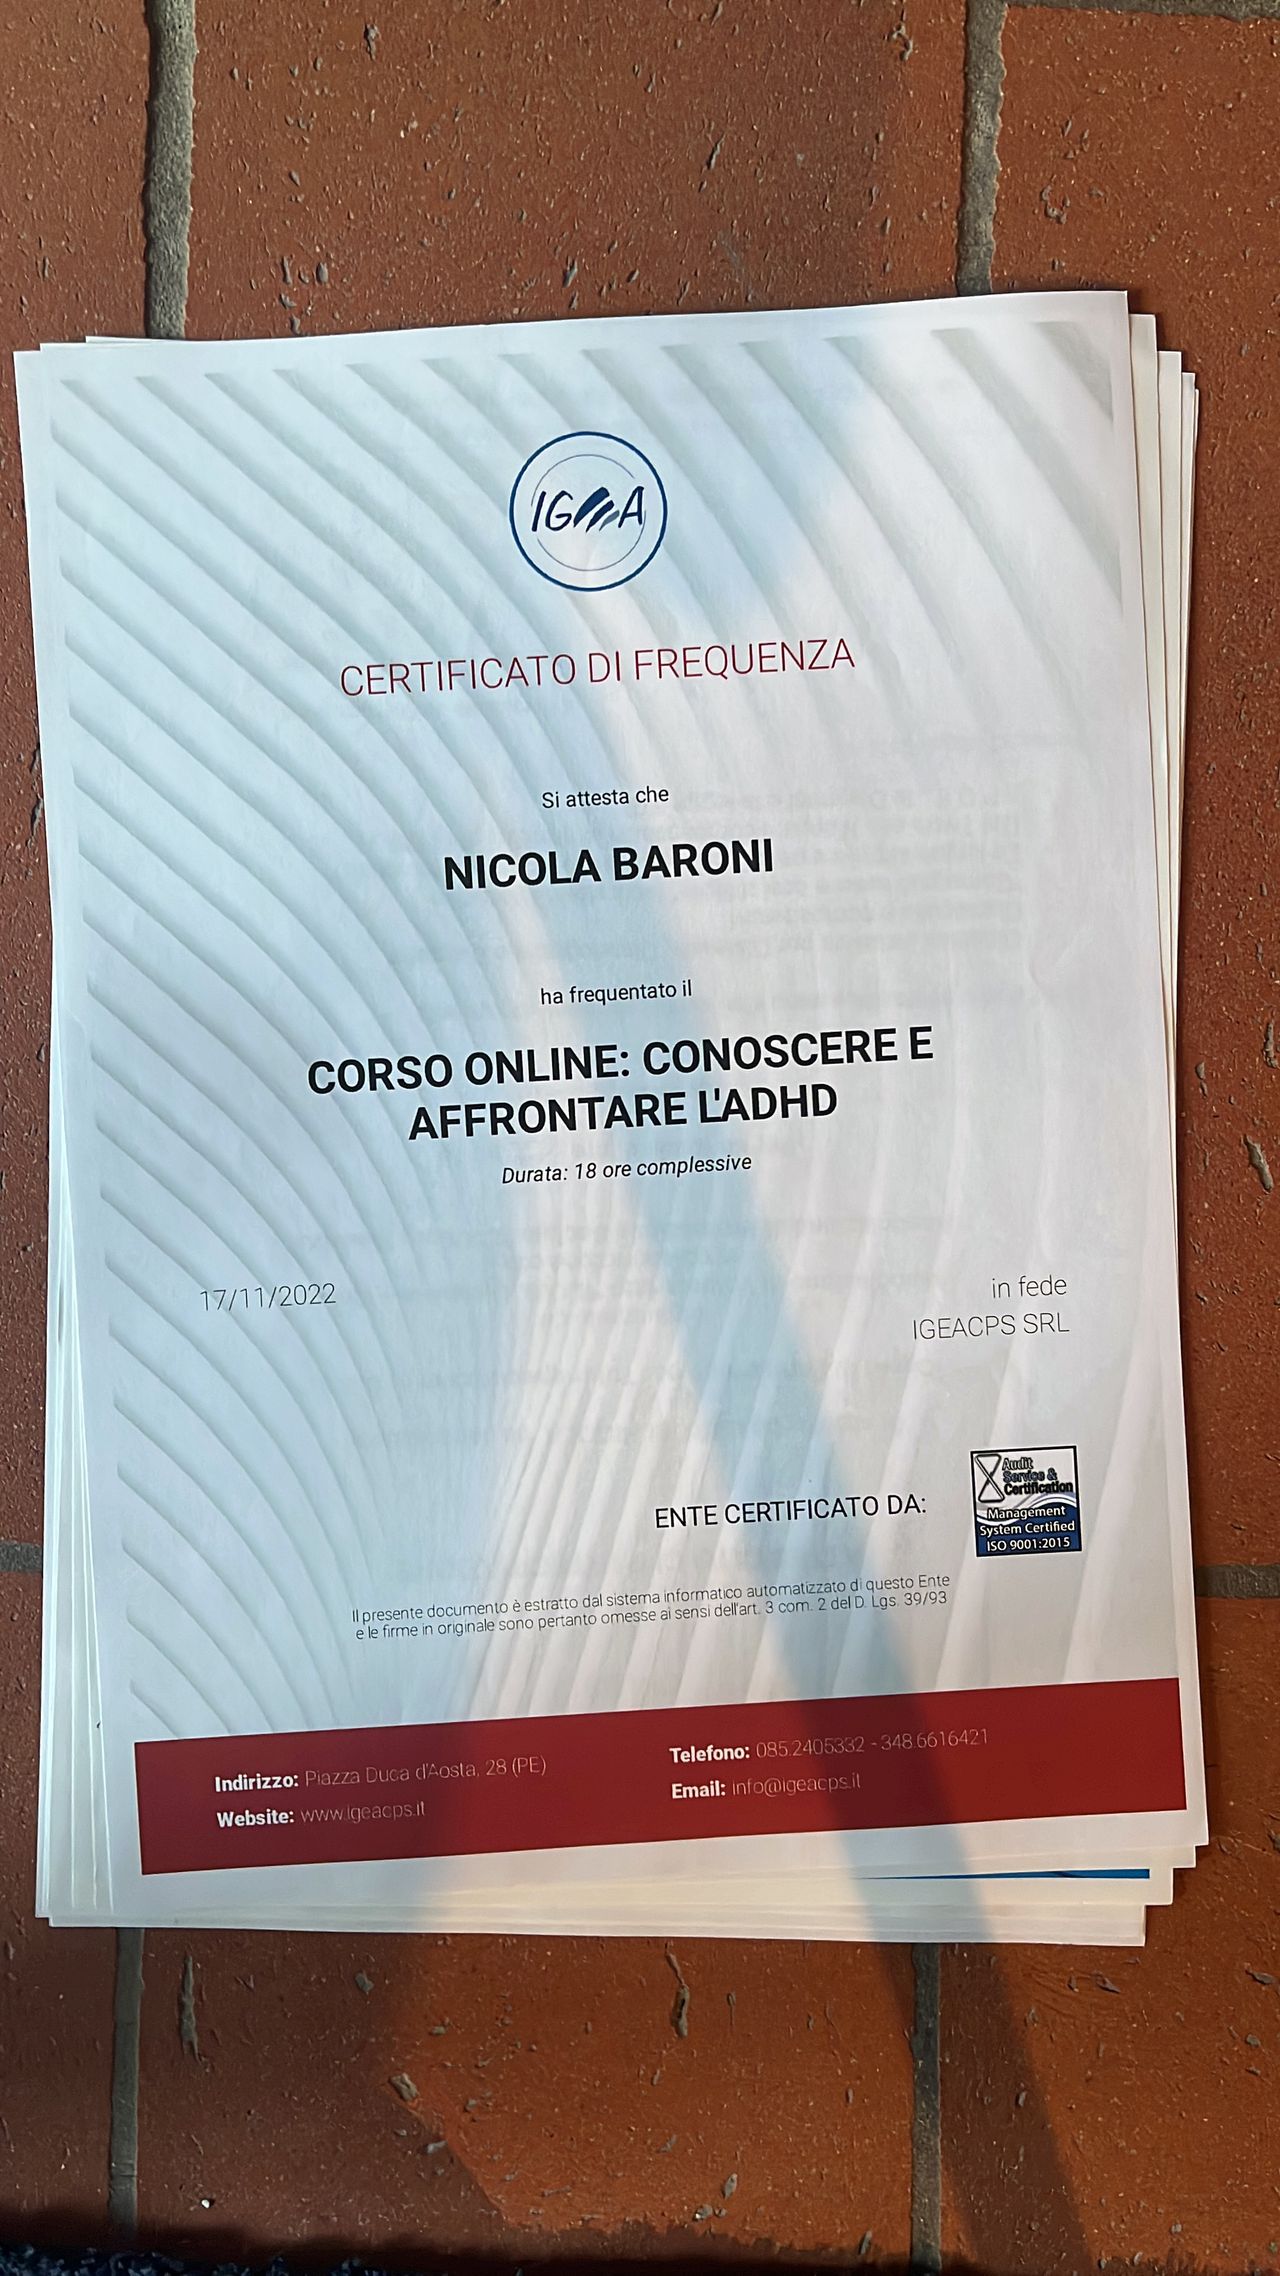 IGEA
CERTIFICATO DI FREQUENZA
Si attesta che
NICOLA BARONI
ha frequentato il
CORSO ONLINE: CONOSCERE E
AFFRONTARE L'ADHD
Durata: 18 ore complessive
17/11/2022
in fede
IGEACPS SRL
ENTE CERTIFICATO DA:
Audit
Service &
Certification
Management
System Certified
ISO 9001:2015
Il presente documento è estratto dal sistema informatico automatizzato di questo Ente
e le firme in originale sono pertanto omesse ai sensi dell'art. 3 com. 2 del D. Lgs. 39/93
Indirizzo: Piazza Duca d'Aosta, 28 (PE)
Website: www.igeacps.it
Telefono: 085.2405332 - 348.6616421
Email: info@igeacps.it